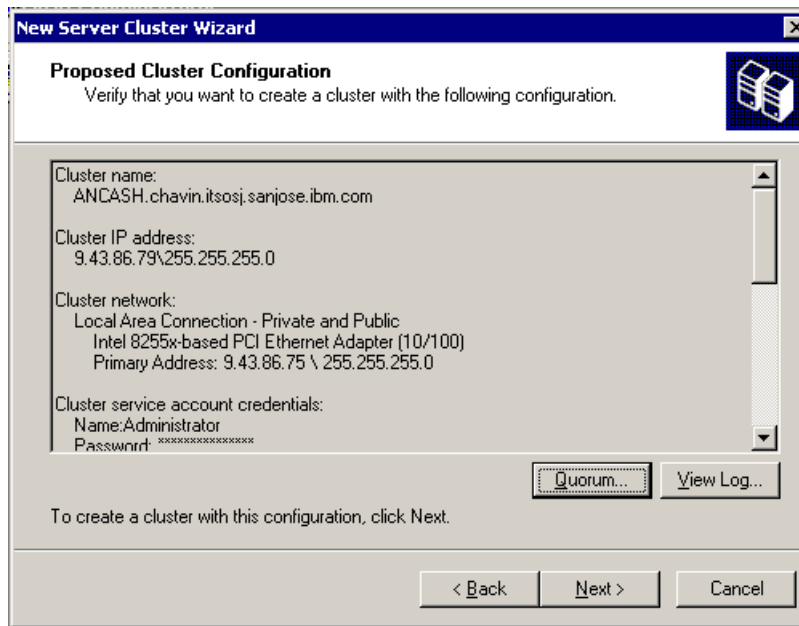 New Server Cluster Wizard
Proposed Cluster Configuration
Verify that you want to create a cluster with the following configuration.
Cluster name:
ANCASH.chavin.itsosj.sanjose.ibm.com
Cluster IP address:
9.43.86.79\255.255.255.0
Cluster network:
Local Area Connection - Private and Public
Intel 8255x-based PCI Ethernet Adapter (10/100)
Primary Address: 9.43.86.75 \ 255.255.255.0
Cluster service account credentials:
Name:Administrator
Password: ***************
Quorum... View Log...
To create a cluster with this configuration, click Next.
< Back Next > Cancel